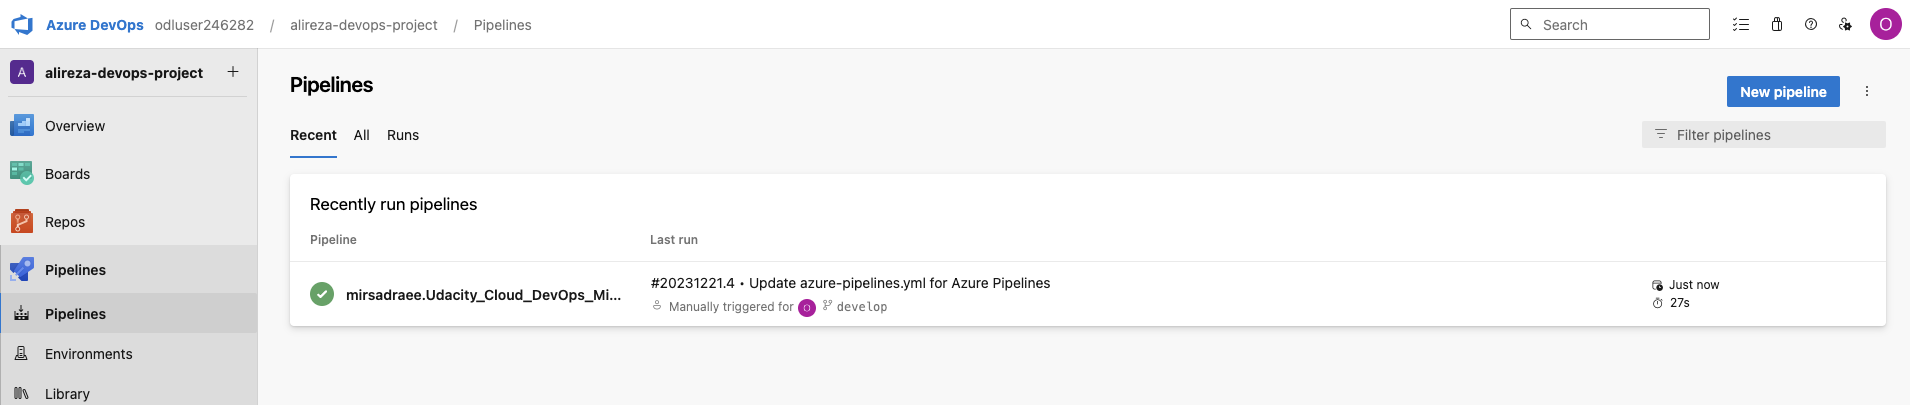 Azure DevOps odluser246282 / alireza-devops-project / Pipelines Search O
A alireza-devops-project +
Overview
Boards
Repos
Pipelines
Pipelines
Environments
Library
Pipelines
New pipeline
Recent All Runs
Filter pipelines
Recently run pipelines
Pipeline Last run
mirsadraee.Udacity_Cloud_DevOps_Mi... #20231221.4 • Update azure-pipelines.yml for Azure Pipelines Just now
Manually triggered for O develop 27s